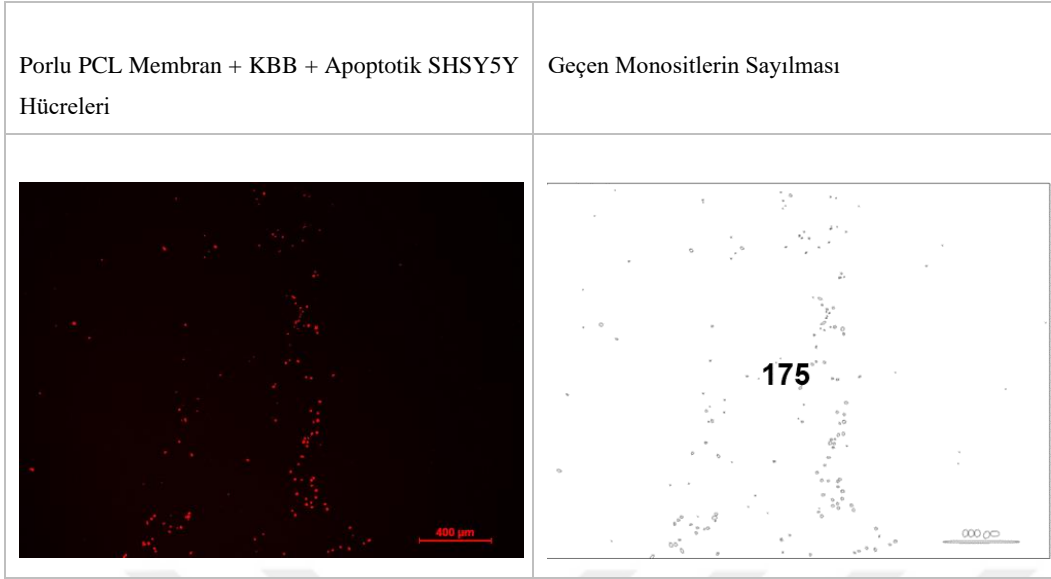 Porlu PCL Membran + KBB + Apoptotik SHSY5Y
Hücreleri
Geçen Monositlerin Sayılması
400 µm
175